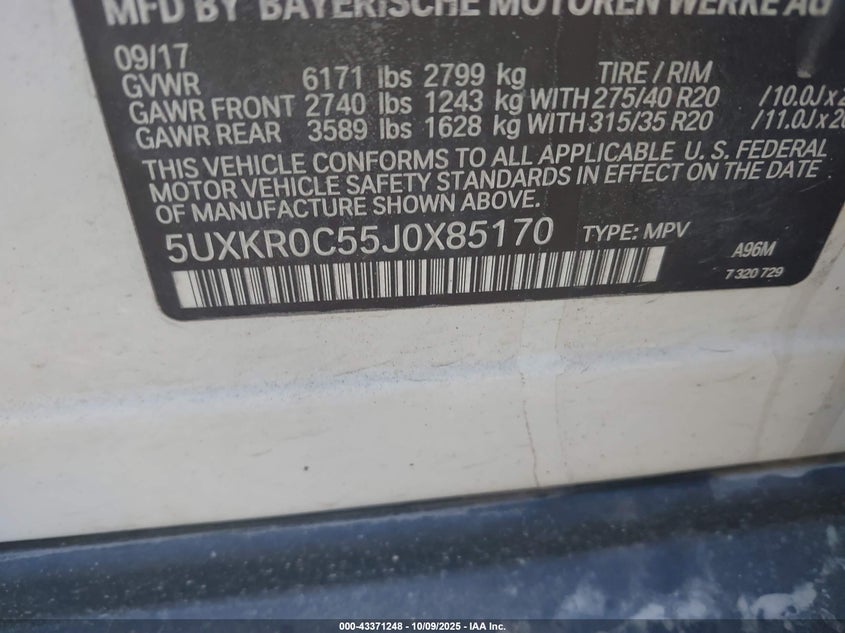 MFD BY BAYERISCHE MOTOREN WERKE AG
09/17
GVWR 6171 lbs 2799 kg TIRE / RIM
GAWR FRONT 2740 lbs 1243 kg WITH 275/40 R20 /10.0J x
GAWR REAR 3589 lbs 1628 kg WITH 315/35 R20 /11.0J x
THIS VEHICLE CONFORMS TO ALL APPLICABLE U. S. FEDERAL
MOTOR VEHICLE SAFETY STANDARDS IN EFFECT ON THE DATE
OF MANUFACTURE SHOWN ABOVE.
5UXKR0C55J0X85170 TYPE: MPV
A96M
7 320 729
000-43371248 - 10/09/2025 - IAA Inc.